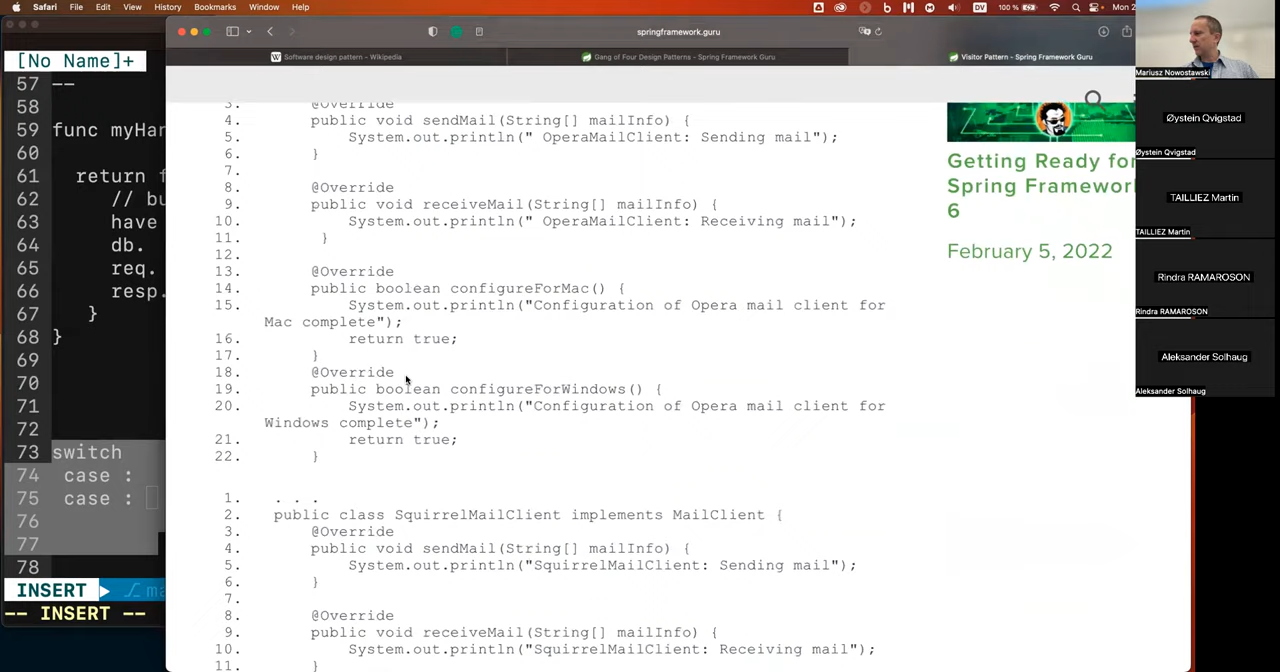 Safari File Edit View History Bookmarks Window Help
DV 100 % Mon 2
springframework.guru
Software design pattern - Wikipedia
Gang of Four Design Patterns - Spring Framework Guru
Visitor Pattern - Spring Framework Guru
[No Name]+
57 --
58
59 func myHan
60
61 return f
62 // bu
63 have
64 db.
65 req.
66 resp.
67 }
68 }
69
70
71
72
73 switch
74 case :
75 case :
76
77
78
INSERT
-- INSERT --
3. @Override
4. public void sendMail(String[] mailInfo) {
5. System.out.println(" OperaMailClient: Sending mail");
6. }
7.
8. @Override
9. public void receiveMail(String[] mailInfo) {
10. System.out.println(" OperaMailClient: Receiving mail");
11. }
12.
13. @Override
14. public boolean configureForMac() {
15. System.out.println("Configuration of Opera mail client for
Mac complete");
16. return true;
17. }
18. @Override
19. public boolean configureForWindows() {
20. System.out.println("Configuration of Opera mail client for
Windows complete");
21. return true;
22. }
1. . . .
2. public class SquirrelMailClient implements MailClient {
3. @Override
4. public void sendMail(String[] mailInfo) {
5. System.out.println("SquirrelMailClient: Sending mail");
6. }
7.
8. @Override
9. public void receiveMail(String[] mailInfo) {
10. System.out.println("SquirrelMailClient: Receiving mail");
11. }
Getting Ready for
Spring Framework
6
February 5, 2022
Mariusz Nowostawski
Øystein Qvigstad
Øystein Qvigstad
TAILLIEZ Martin
TAILLIEZ Martin
Rindra RAMAROSON
Rindra RAMAROSON
Aleksander Solhaug
Aleksander Solhaug